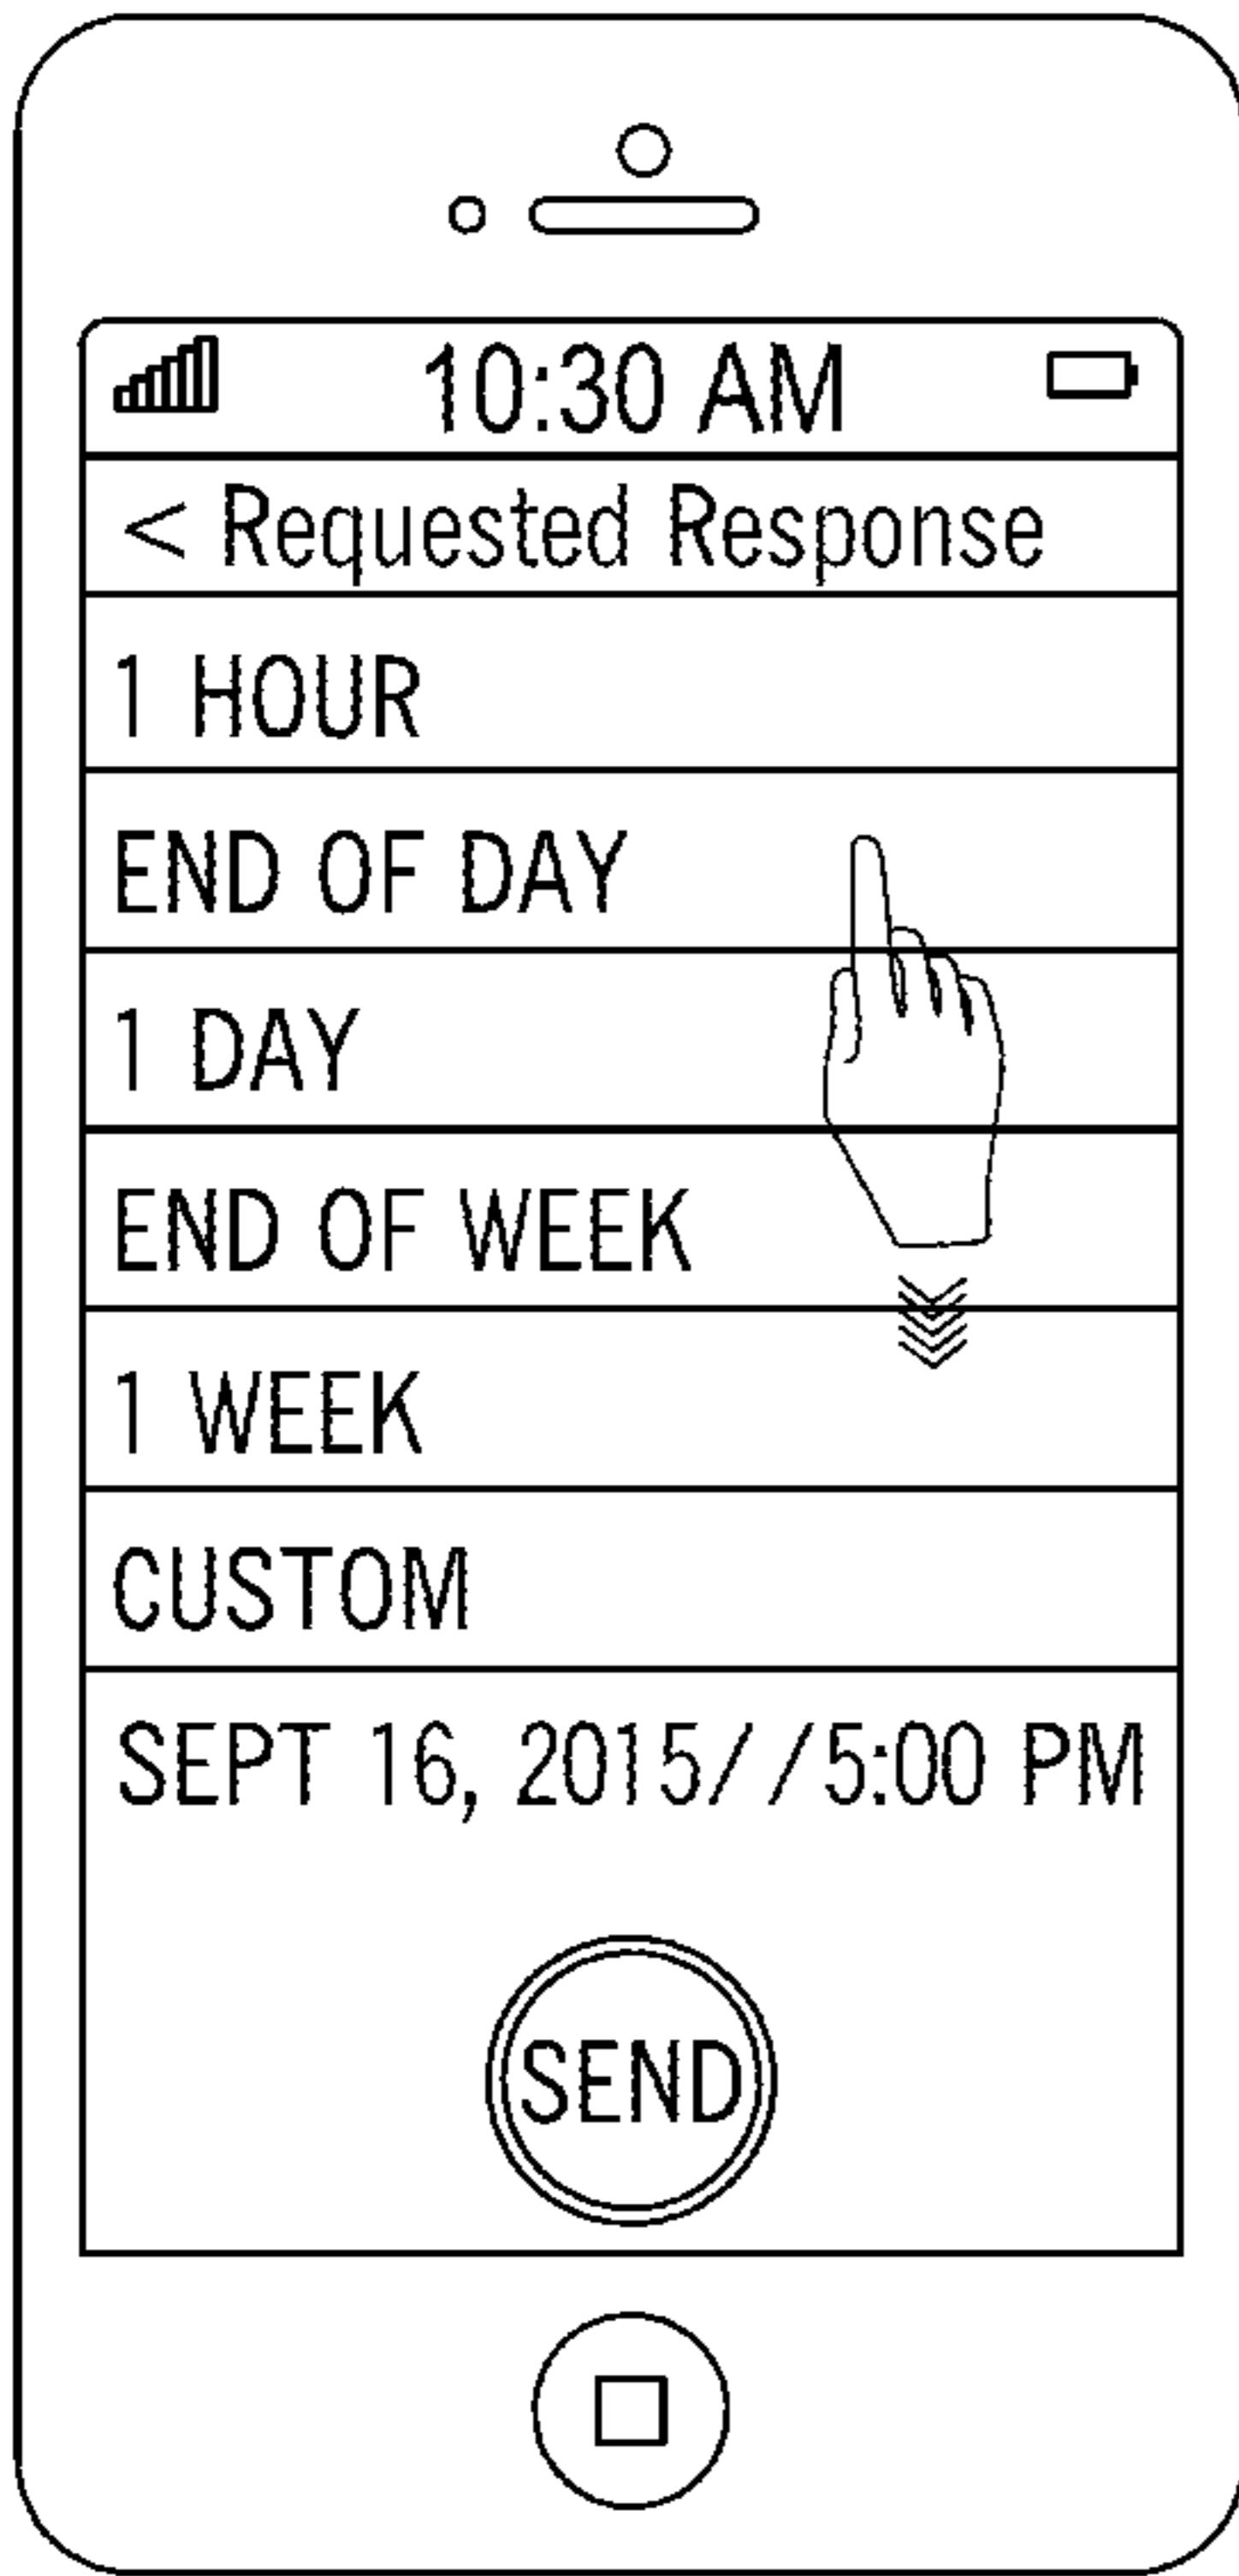 10:30 AM
< Requested Response
1 HOUR
END OF DAY
1 DAY
END OF WEEK
1 WEEK
CUSTOM
SEPT 16, 2015//5:00 PM
SEND